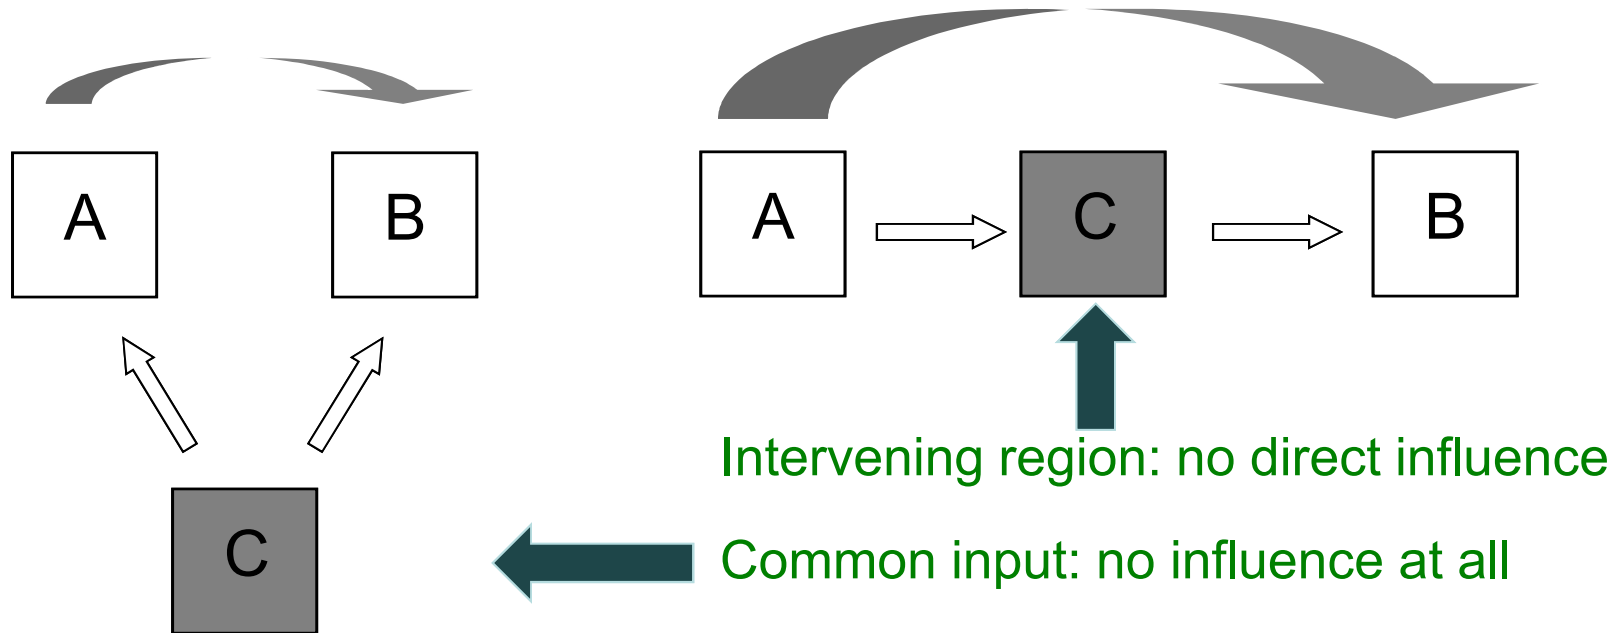 A
B
C
A
C
B
Intervening region: no direct influence
Common input: no influence at all